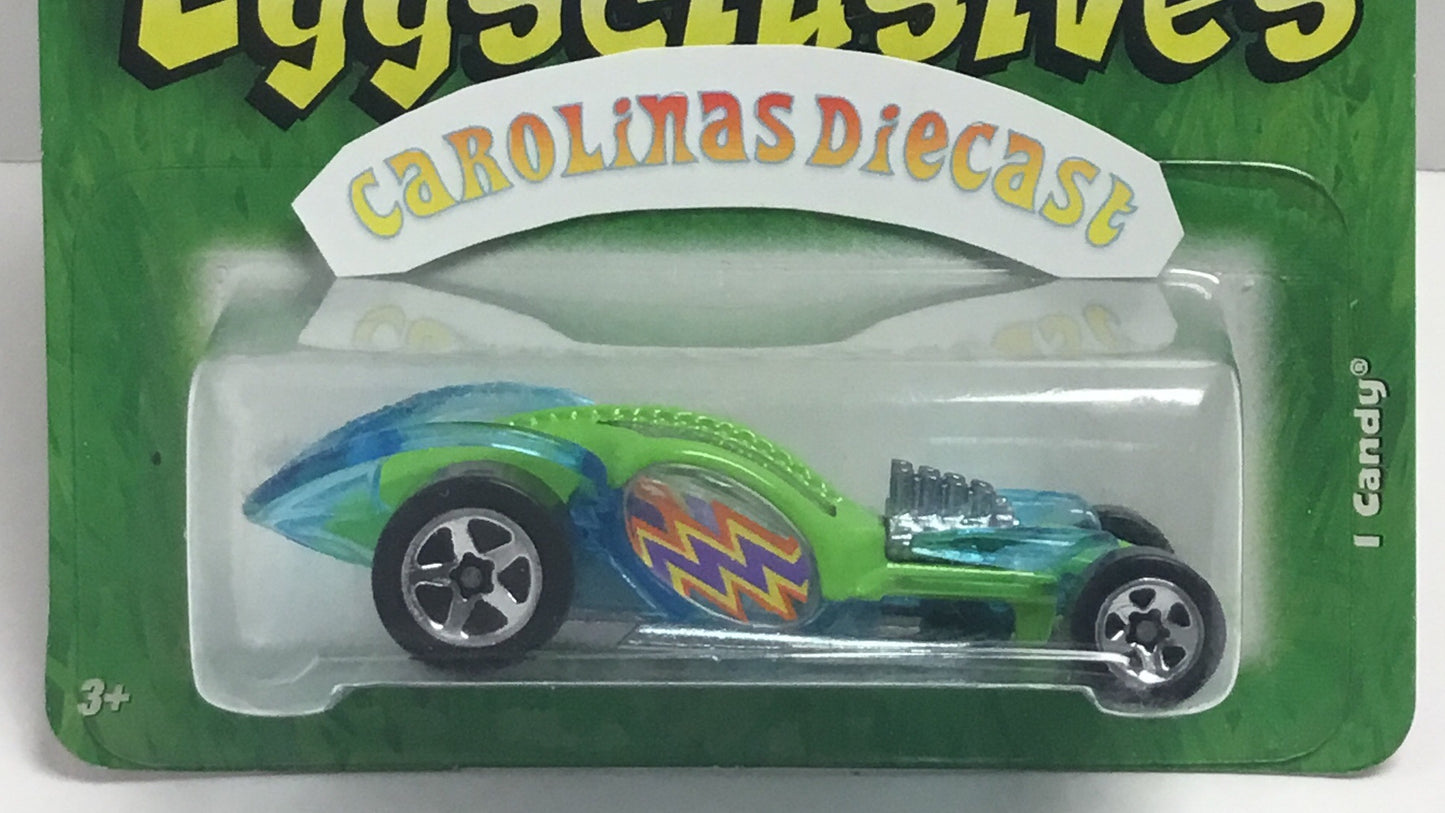 Eggsclusives
CAROLINAS DIECAST
I Candy®
3+